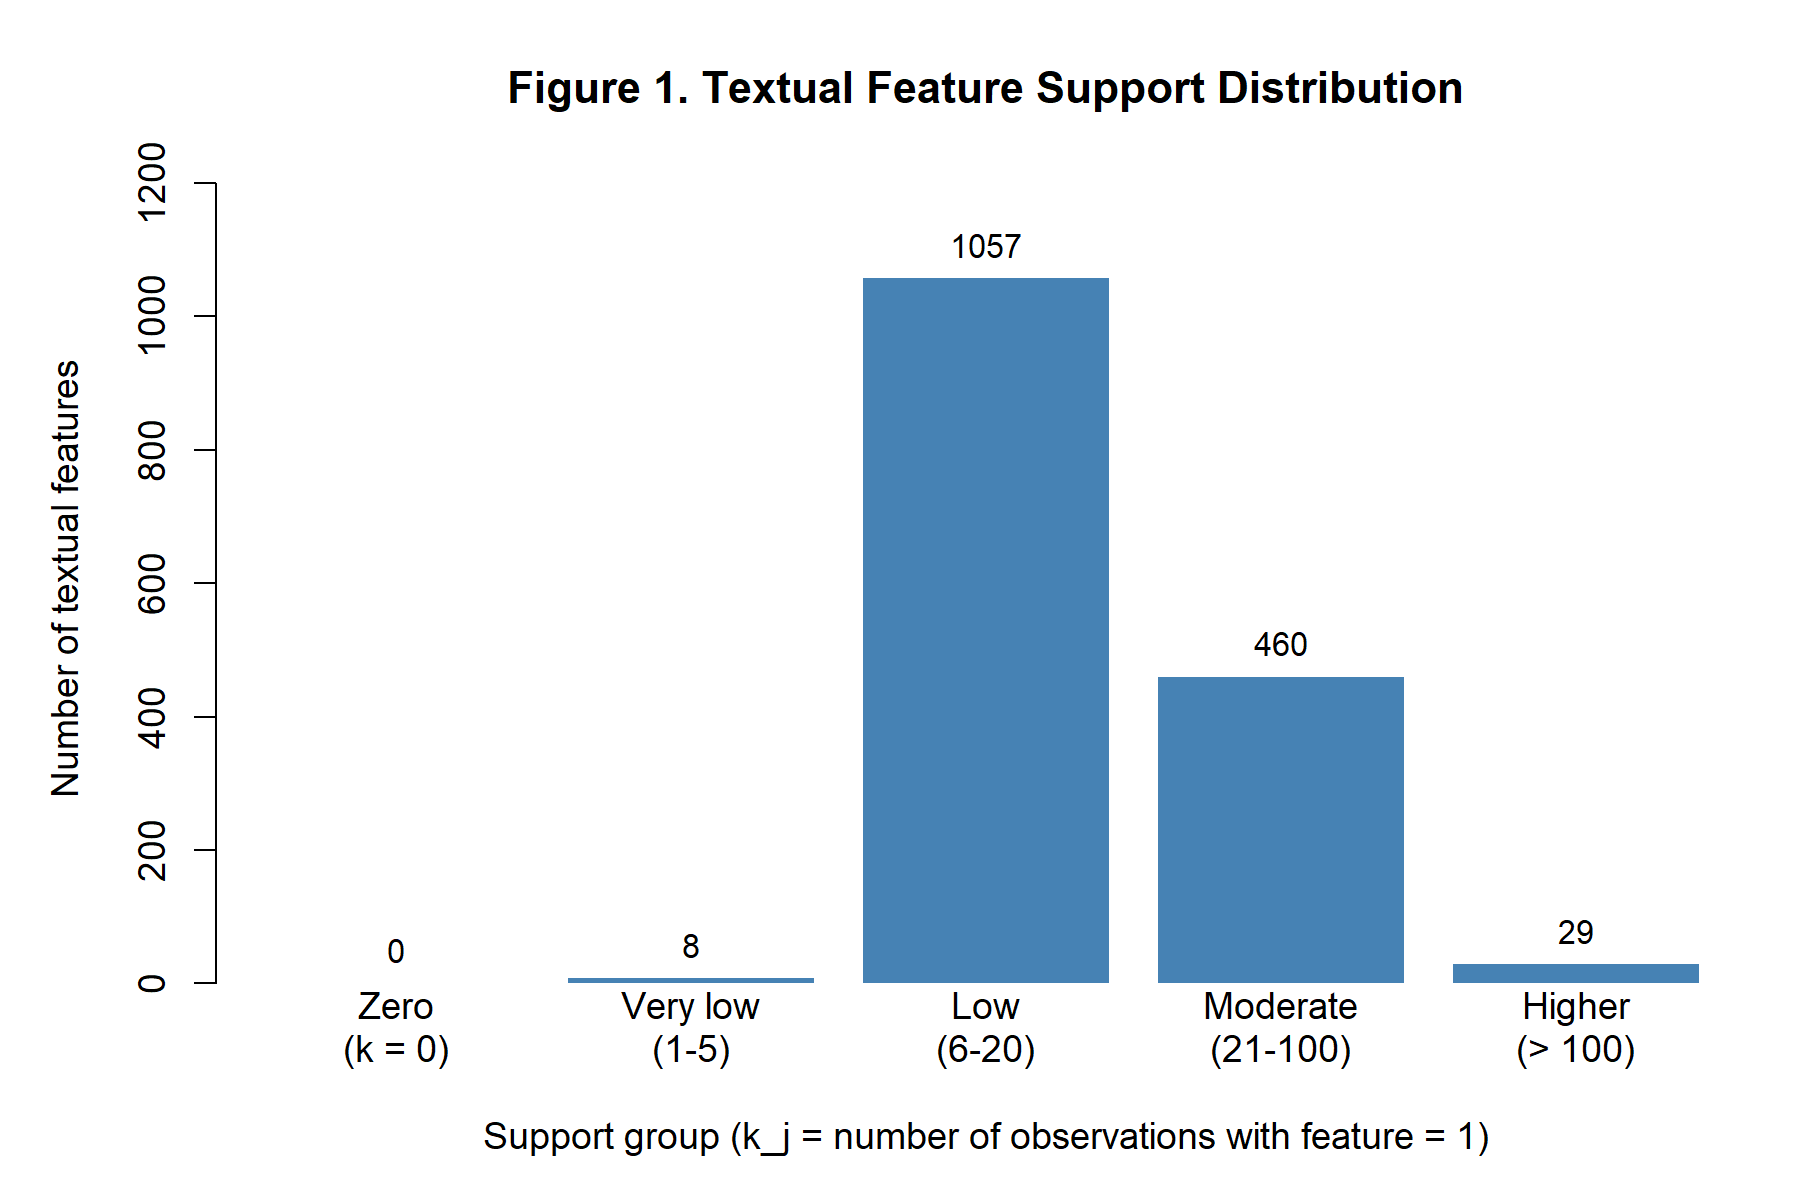 Figure 1. Textual Feature Support Distribution
Number of textual features
1200
1000
800
600
400
200
0
0
8
1057
460
29
Zero
(k = 0)
Very low
(1-5)
Low
(6-20)
Moderate
(21-100)
Higher
(> 100)
Support group (k_j = number of observations with feature = 1)